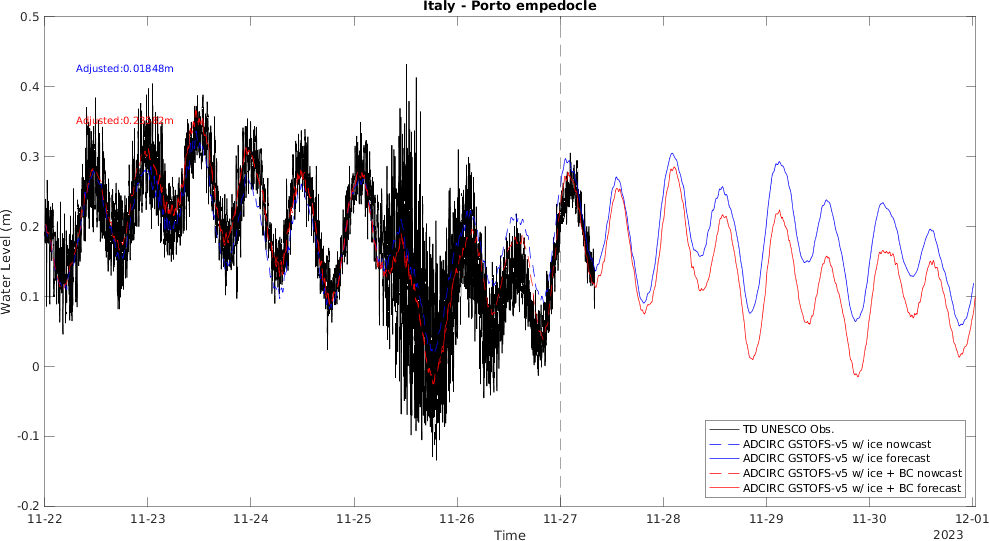 Italy - Porto empedocle
Adjusted:0.01848m
Water Level (m)
0.5
0.4
0.3
0.2
0.1
0
-0.1
-0.2
TD UNESCO Obs.
ADCIRC GSTOFS-v5 w/ ice nowcast
ADCIRC GSTOFS-v5 w/ ice forecast
ADCIRC GSTOFS-v5 w/ ice + BC nowcast
ADCIRC GSTOFS-v5 w/ ice + BC forecast
11-22 11-23 11-24 11-25 11-26 11-27 11-28 11-29 11-30 12-01
Time
2023